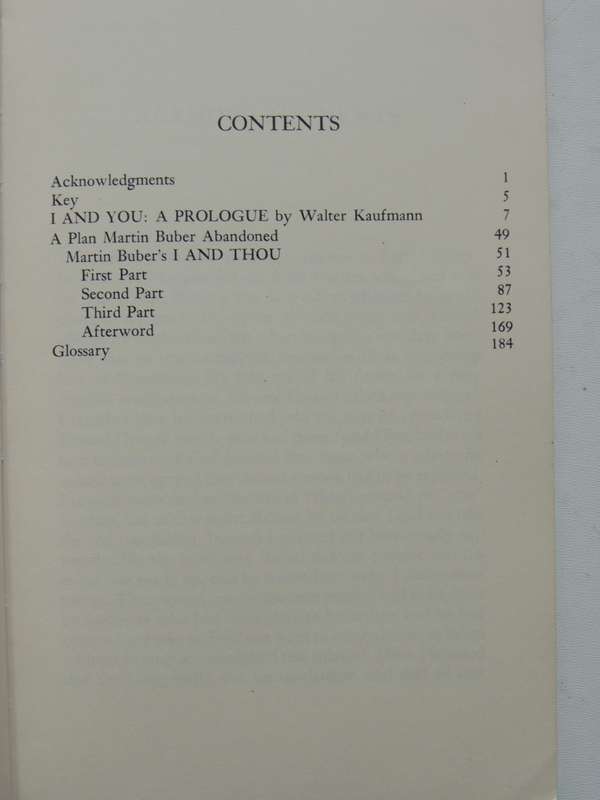 CONTENTS
Acknowledgments 1
Key 5
I AND YOU: A PROLOGUE by Walter Kaufmann 7
A Plan Martin Buber Abandoned 49
Martin Buber's I AND THOU 51
First Part 53
Second Part 87
Third Part 123
Afterword 169
Glossary 184